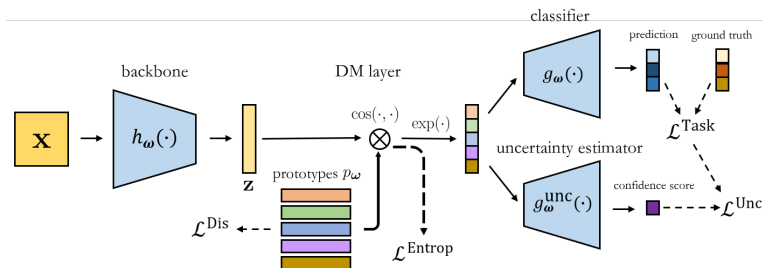 classifier
prediction
ground truth
backbone
DM layer
g_ω(·)
cos(·,·)
exp(·)
x
h_ω(·)
ℒ^Task
uncertainty estimator
z
prototypes p_ω
confidence score
g_ω^unc(·)
ℒ^Dis
ℒ^Unc
ℒ^Entrop